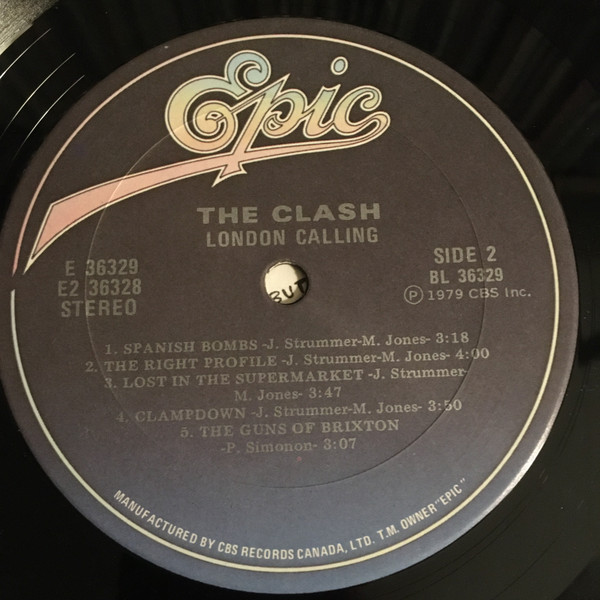 Epic
THE CLASH
LONDON CALLING
E 36329
E2 36328
STEREO
SIDE 2
BL 36329
Ⓟ 1979 CBS Inc.
BUT
1. SPANISH BOMBS -J. Strummer-M. Jones- 3:18
2. THE RIGHT PROFILE -J. Strummer-M. Jones- 4:00
3. LOST IN THE SUPERMARKET -J. Strummer-
M. Jones- 3:47
4. CLAMPDOWN -J. Strummer-M. Jones- 3:50
5. THE GUNS OF BRIXTON
-P. Simonon- 3:07
MANUFACTURED BY CBS RECORDS CANADA, LTD. T.M. OWNER "EPIC"